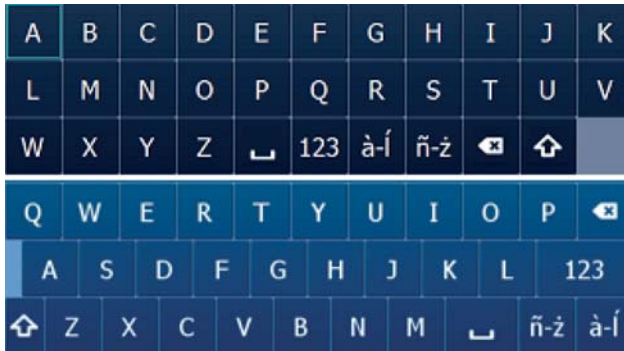 A B C D E F G H I J K
L M N O P Q R S T U V
W X Y Z ␣ 123 à-Í ñ-ż
Q W E R T Y U I O P
A S D F G H J K L 123
Z X C V B N M ␣ ñ-ż à-Í